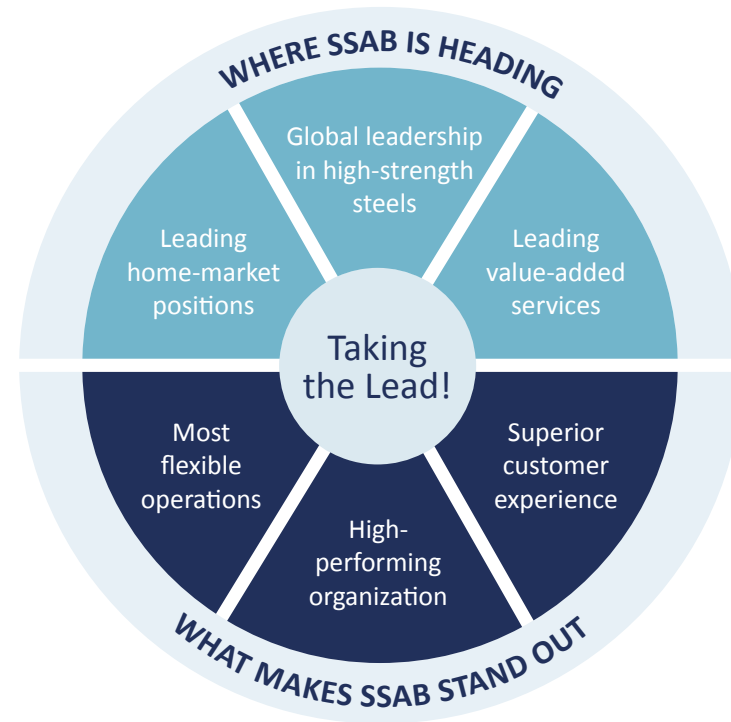 WHERE SSAB IS HEADING
Global leadership
in high-strength
steels
Leading
home-market
positions
Leading
value-added
services
Taking
the Lead!
Most
flexible
operations
Superior
customer
experience
High-
performing
organization
WHAT MAKES SSAB STAND OUT